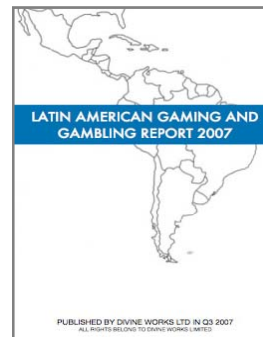 LATIN AMERICAN GAMING AND
GAMBLING REPORT 2007
PUBLISHED BY DIVINE WORKS LTD IN Q3 2007
ALL RIGHTS BELONG TO DIVINE WORKS LIMITED